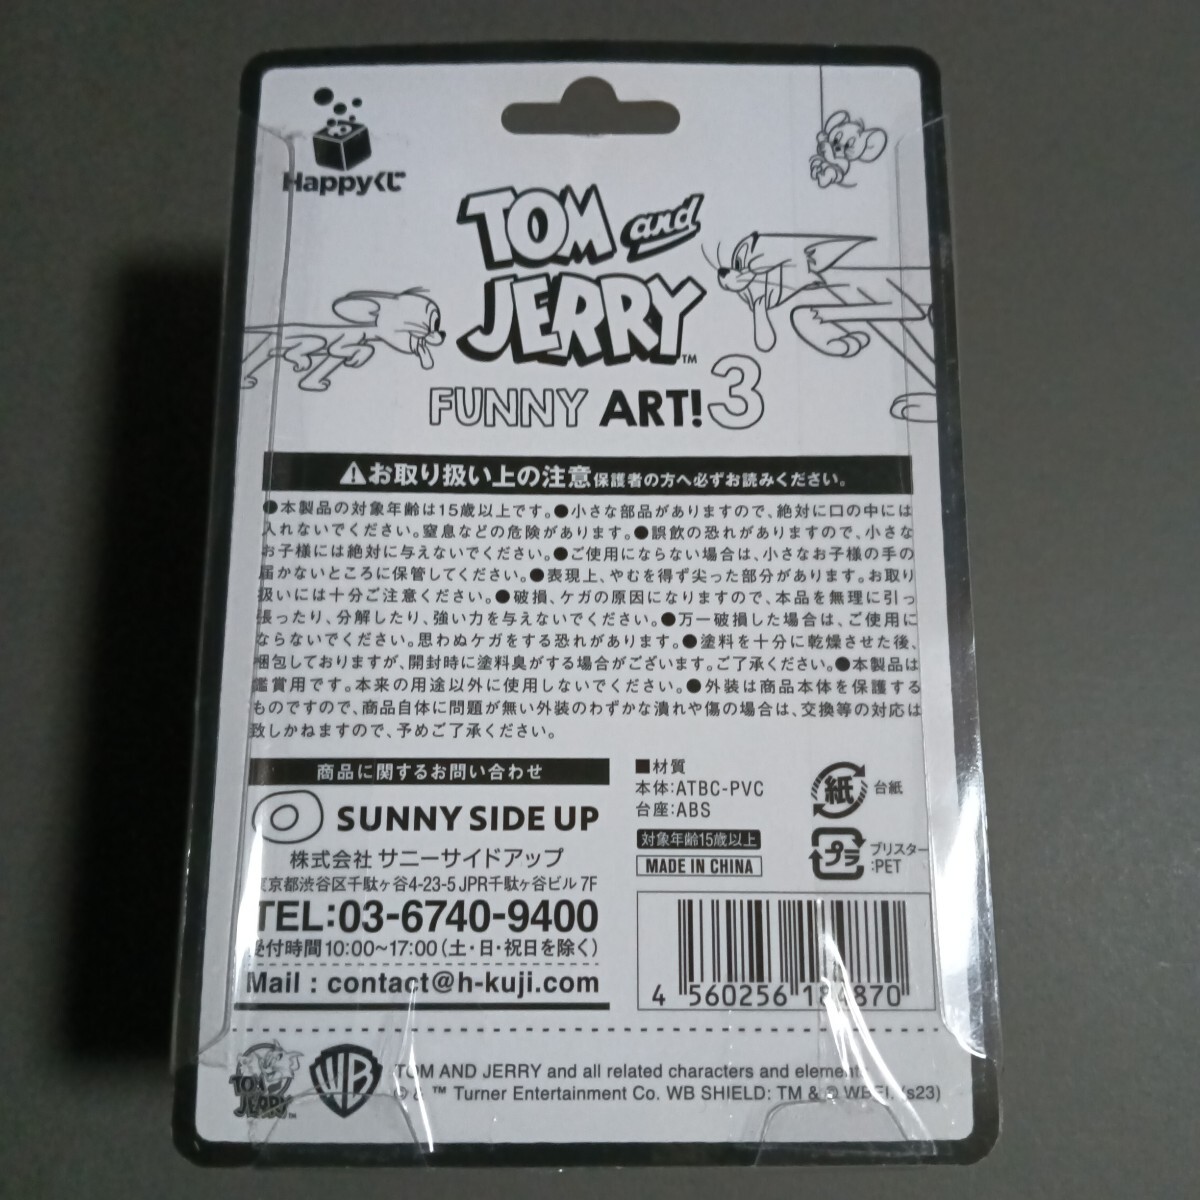 Happyくじ
TOM and
JERRY™
FUNNY ART! 3
⚠お取り扱い上の注意 保護者の方へ必ずお読みください。
●本製品の対象年齢は15歳以上です。●小さな部品がありますので、絶対に口の中には
入れないでください。窒息などの危険があります。●誤飲の恐れがありますので、小さな
お子様には絶対に与えないでください。●ご使用にならない場合は、小さなお子様の手の
届かないところに保管してください。●表現上、やむを得ず尖った部分があります。お取り
扱いには十分ご注意ください。●破損、ケガの原因になりますので、本品を無理に引っ
張ったり、分解したり、強い力を与えないでください。●万一破損した場合は、ご使用に
ならないでください。思わぬケガをする恐れがあります。●塗料を十分に乾燥させた後、
梱包しておりますが、開封時に塗料臭がする場合がございます。ご了承ください。●本製品は
鑑賞用です。本来の用途以外に使用しないでください。●外装は商品本体を保護する
ものですので、商品自体に問題が無い外装のわずかな潰れや傷の場合は、交換等の対応は
致しかねますので、予めご了承ください。
商品に関するお問い合わせ
SUNNY SIDE UP
株式会社 サニーサイドアップ
東京都渋谷区千駄ヶ谷4-23-5 JPR千駄ヶ谷ビル 7F
TEL:03-6740-9400
受付時間 10:00~17:00(土・日・祝日を除く)
Mail : contact@h-kuji.com
■材質
本体:ATBC-PVC
台座:ABS
対象年齢15歳以上
MADE IN CHINA
紙 台紙
プラ ブリスター
:PET
4 560256 184870
TOM AND JERRY
WB
TOM AND JERRY and all related characters and elements
© & ™ Turner Entertainment Co. WB SHIELD: TM & © WBEI. (s23)